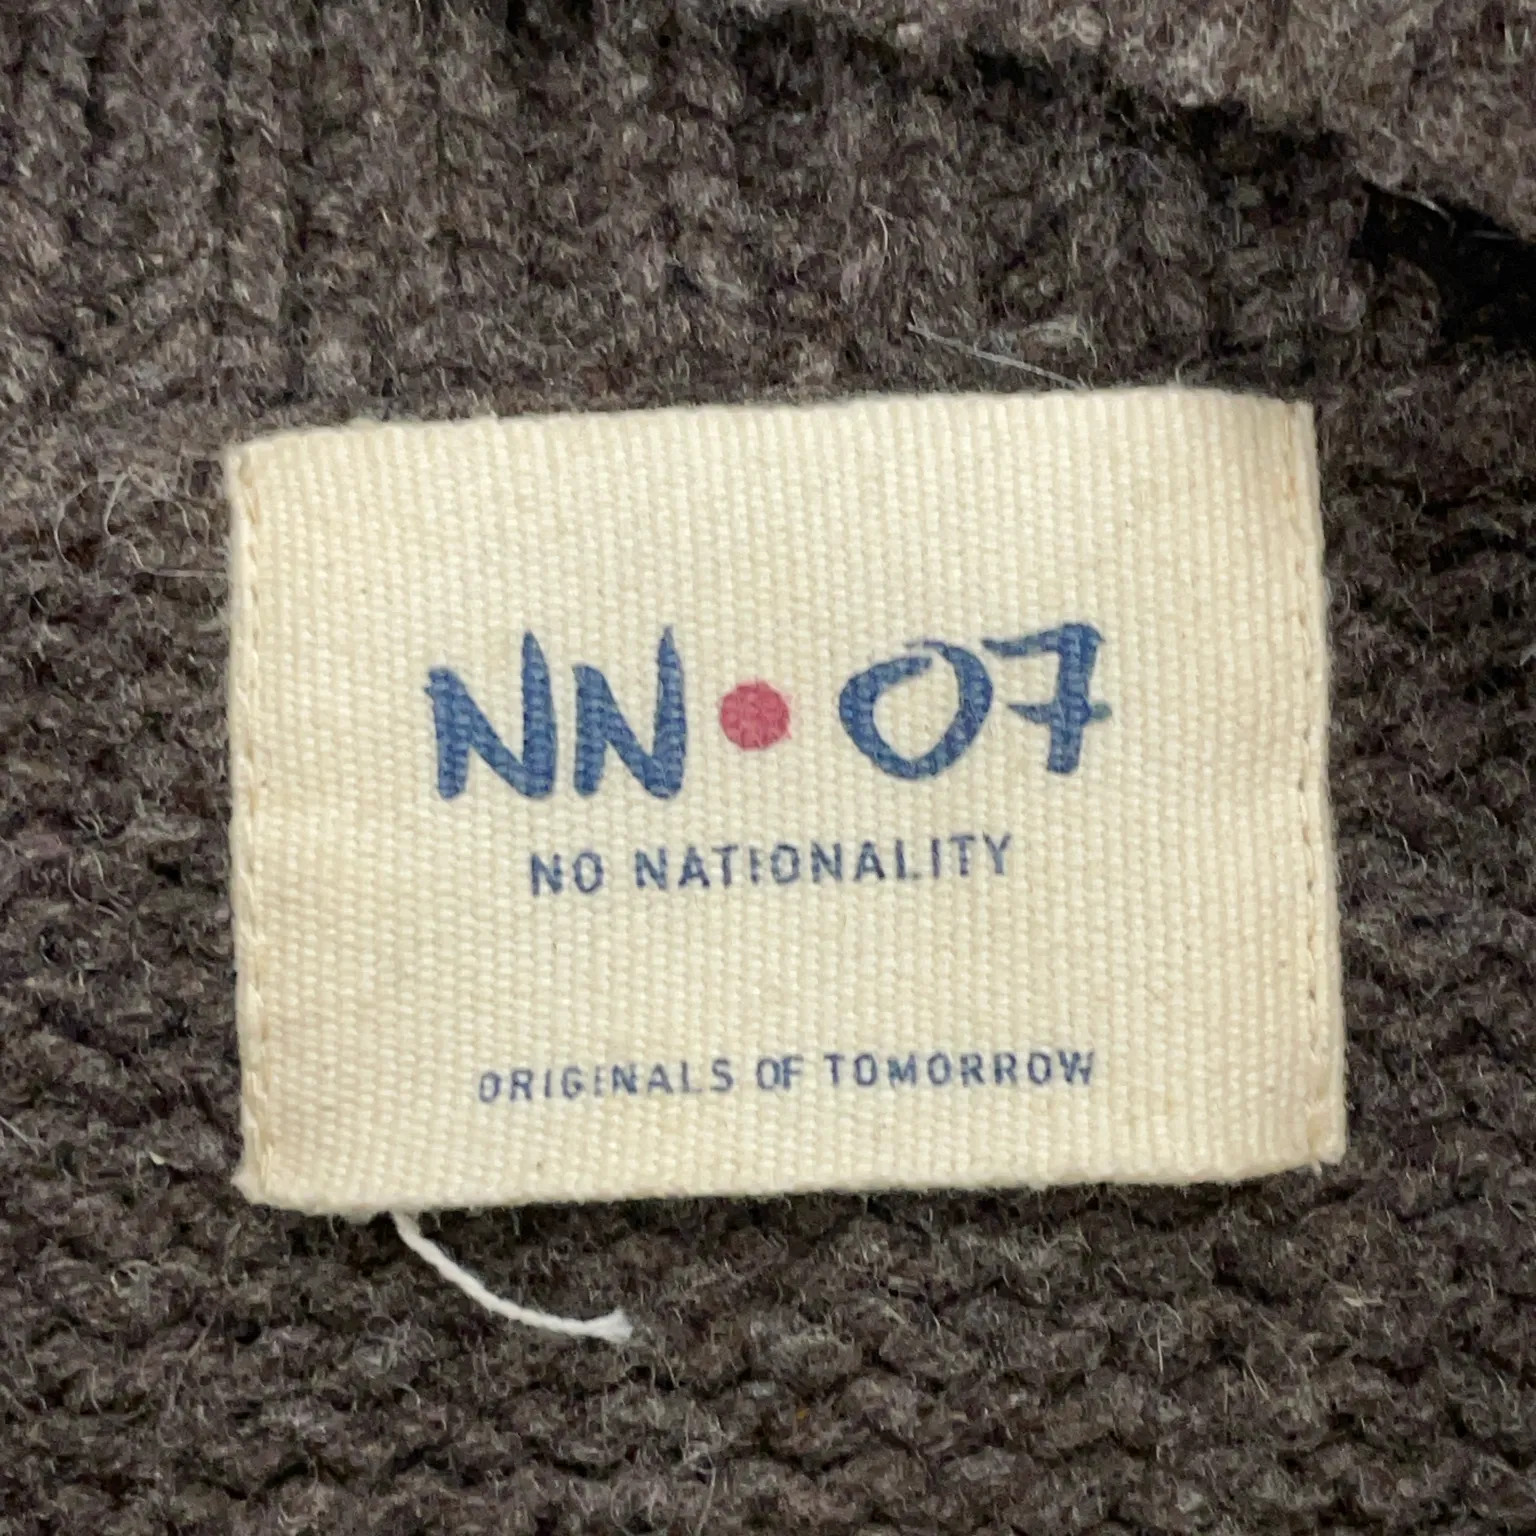 NN•07
NO NATIONALITY
ORIGINALS OF TOMORROW